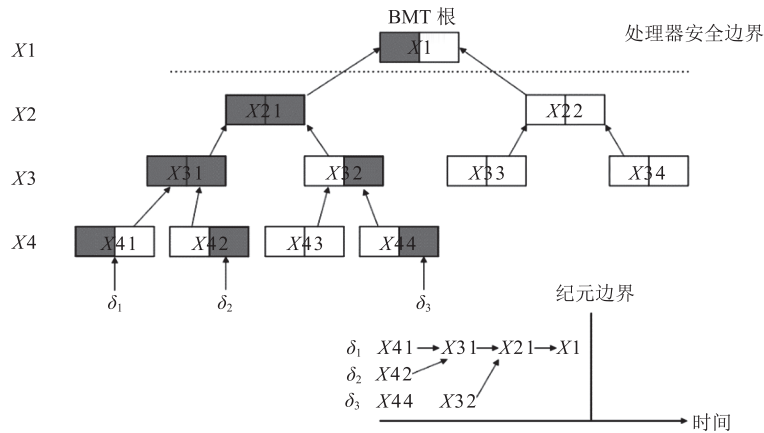 BMT 根
处理器安全边界
X1 X1
X2 X21 X22
X3 X31 X32 X33 X34
X4 X41 X42 X43 X44
δ1 δ2 δ3
纪元边界
δ1 X41 X31 X21 X1
δ2 X42
δ3 X44 X32
时间